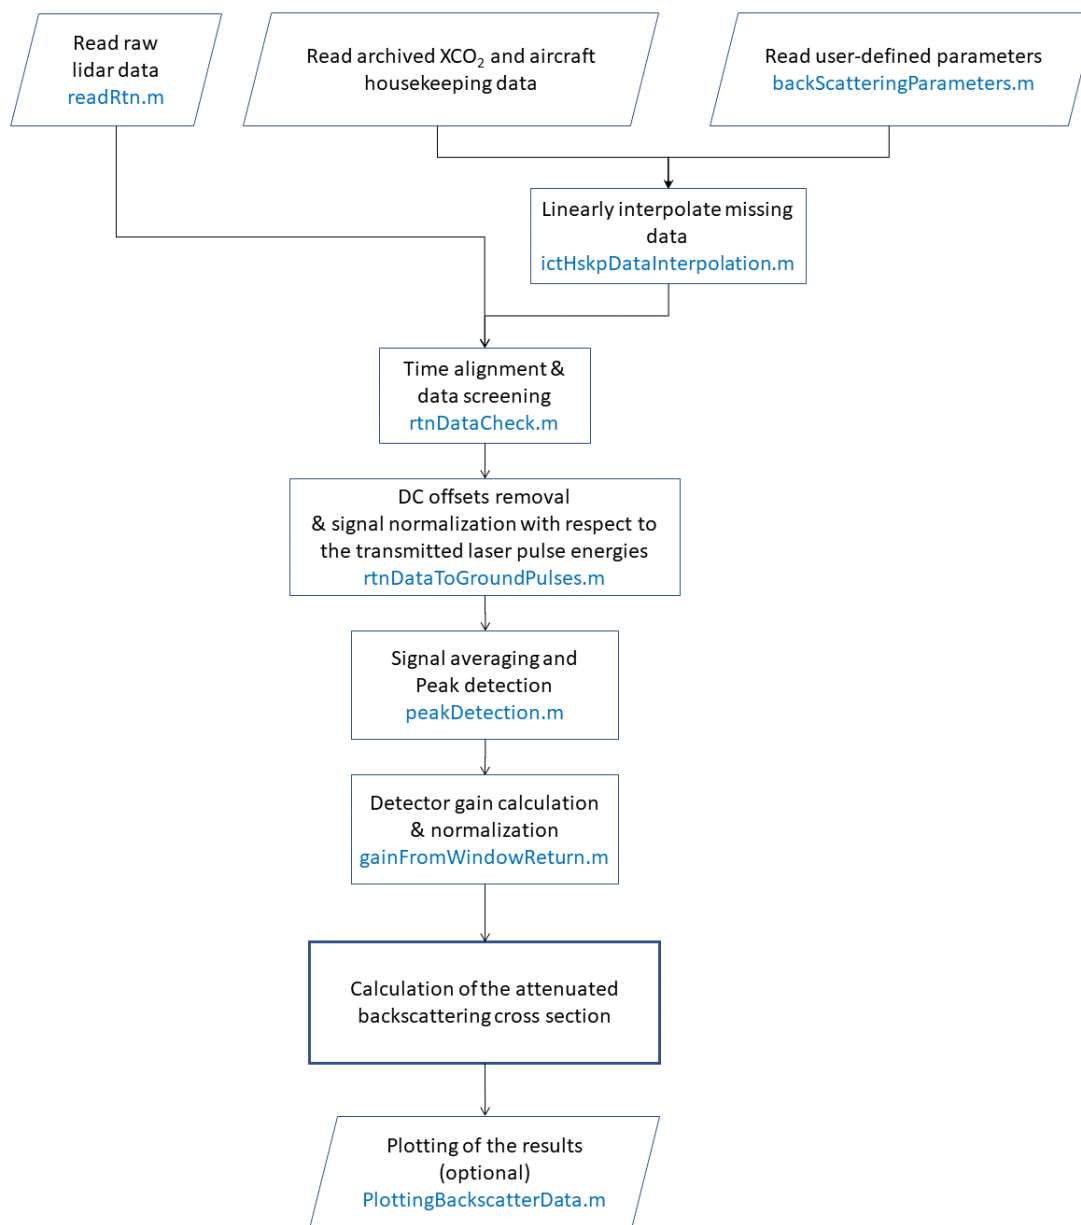 Read raw
lidar data
readRtn.m
Read archived XCO₂ and aircraft
housekeeping data
Read user-defined parameters
backScatteringParameters.m
Linearly interpolate missing
data
ictHskpDataInterpolation.m
Time alignment &
data screening
rtnDataCheck.m
DC offsets removal
& signal normalization with respect to
the transmitted laser pulse energies
rtnDataToGroundPulses.m
Signal averaging and
Peak detection
peakDetection.m
Detector gain calculation
& normalization
gainFromWindowReturn.m
Calculation of the attenuated
backscattering cross section
Plotting of the results
(optional)
PlottingBackscatterData.m